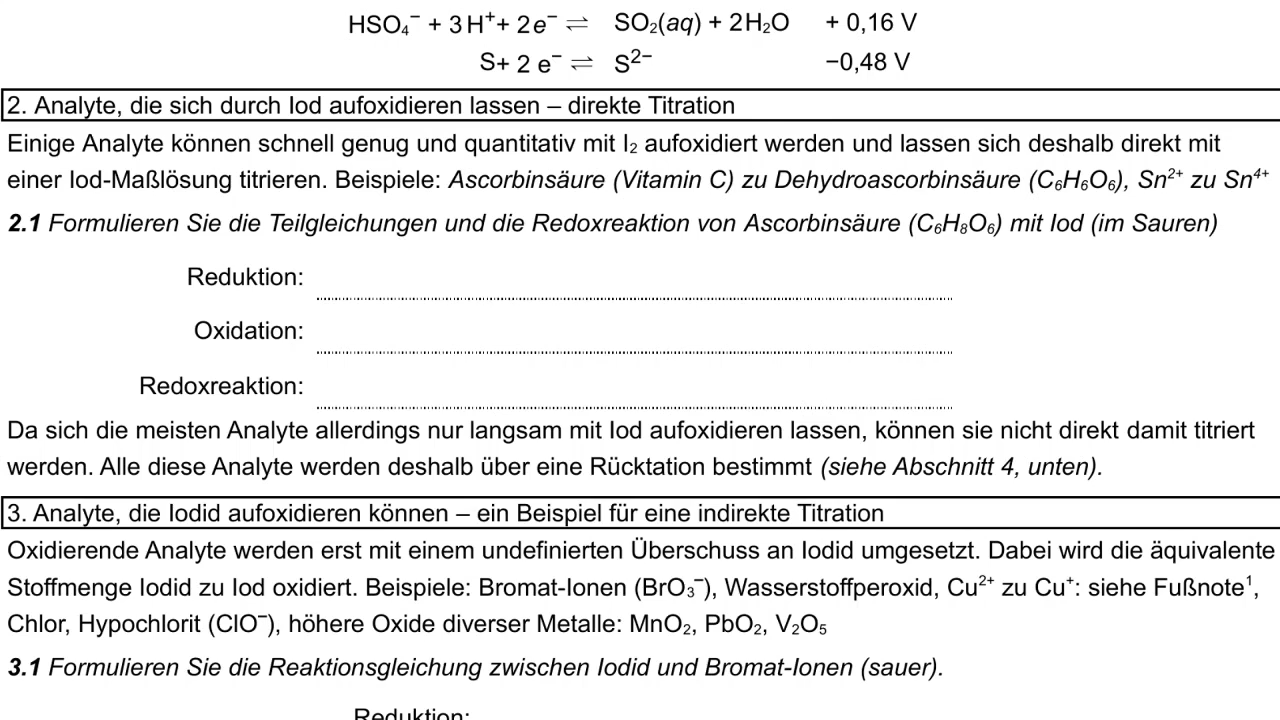 HSO₄⁻ + 3 H⁺ + 2e⁻ ⇌ SO₂(aq) + 2H₂O + 0,16 V
S+ 2 e⁻ ⇌ S²⁻ −0,48 V
2. Analyte, die sich durch Iod aufoxidieren lassen – direkte Titration
Einige Analyte können schnell genug und quantitativ mit I₂ aufoxidiert werden und lassen sich deshalb direkt mit
einer Iod-Maßlösung titrieren. Beispiele: Ascorbinsäure (Vitamin C) zu Dehydroascorbinsäure (C₆H₆O₆), Sn²⁺ zu Sn⁴⁺
2.1 Formulieren Sie die Teilgleichungen und die Redoxreaktion von Ascorbinsäure (C₆H₈O₆) mit Iod (im Sauren)
Reduktion:
Oxidation:
Redoxreaktion:
Da sich die meisten Analyte allerdings nur langsam mit Iod aufoxidieren lassen, können sie nicht direkt damit titriert
werden. Alle diese Analyte werden deshalb über eine Rücktation bestimmt (siehe Abschnitt 4, unten).
3. Analyte, die Iodid aufoxidieren können – ein Beispiel für eine indirekte Titration
Oxidierende Analyte werden erst mit einem undefinierten Überschuss an Iodid umgesetzt. Dabei wird die äquivalente
Stoffmenge Iodid zu Iod oxidiert. Beispiele: Bromat-Ionen (BrO₃⁻), Wasserstoffperoxid, Cu²⁺ zu Cu⁺: siehe Fußnote¹,
Chlor, Hypochlorit (ClO⁻), höhere Oxide diverser Metalle: MnO₂, PbO₂, V₂O₅
3.1 Formulieren Sie die Reaktionsgleichung zwischen Iodid und Bromat-Ionen (sauer).
Reduktion: